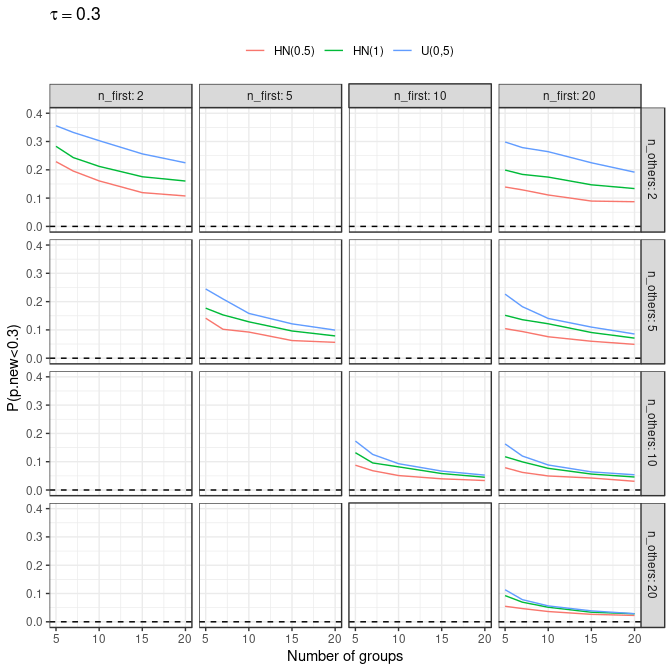 τ = 0.3
HN(0.5) HN(1) U(0,5)
n_first: 2 n_first: 5 n_first: 10 n_first: 20
0.4
0.3
0.2
0.1
0.0
n_others: 2
0.4
0.3
0.2
0.1
0.0
n_others: 5
P(p.new<0.3)
0.4
0.3
0.2
0.1
0.0
n_others: 10
0.4
0.3
0.2
0.1
0.0
n_others: 20
5 10 15 20 5 10 15 20 5 10 15 20 5 10 15 20
Number of groups